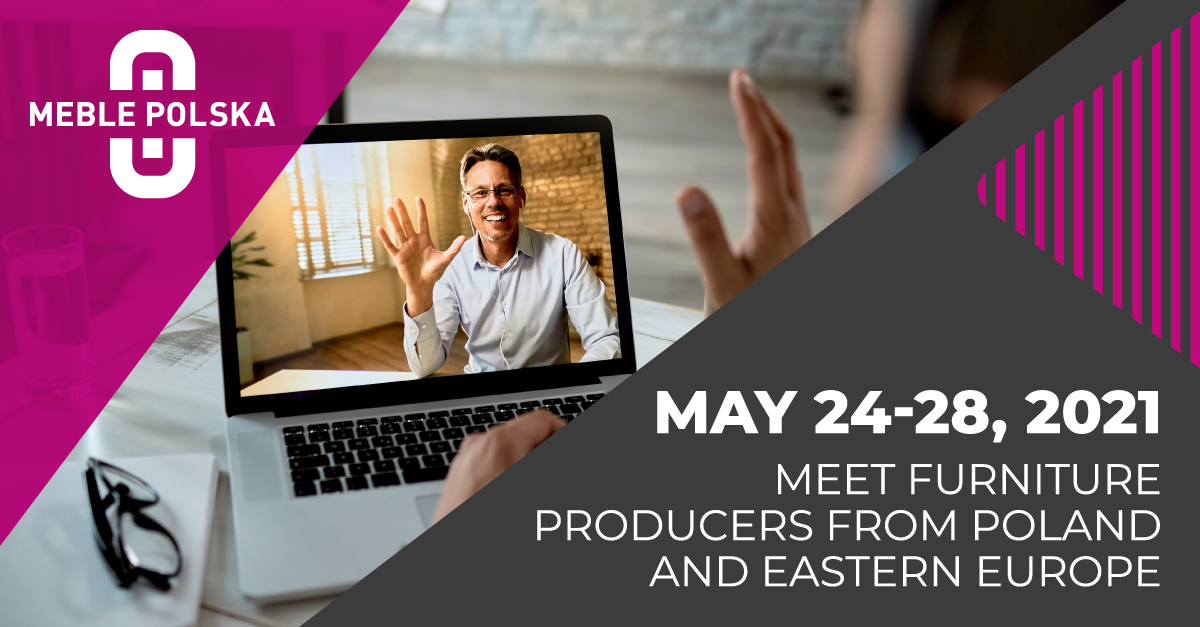 MEBLE POLSKA
MAY 24-28, 2021
MEET FURNITURE
PRODUCERS FROM POLAND
AND EASTERN EUROPE